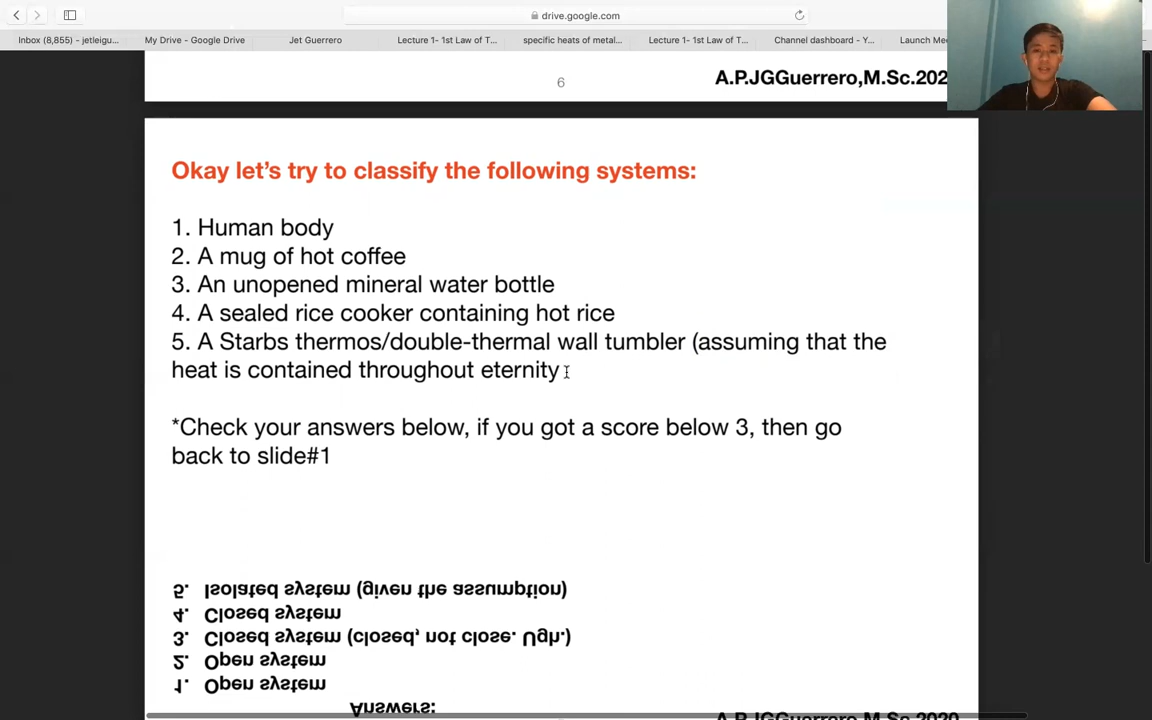 drive.google.com
Inbox (8,855) – jetleigu...
My Drive - Google Drive
Jet Guerrero
Lecture 1- 1st Law of T...
specific heats of metal...
Lecture 1- 1st Law of T...
Channel dashboard - Y...
Launch Mee
6
A.P.JGGuerrero,M.Sc.202
Okay let’s try to classify the following systems:
1. Human body
2. A mug of hot coffee
3. An unopened mineral water bottle
4. A sealed rice cooker containing hot rice
5. A Starbs thermos/double-thermal wall tumbler (assuming that the
heat is contained throughout eternity
*Check your answers below, if you got a score below 3, then go
back to slide#1
5. Isolated system (given the assumption)
4. Closed system
3. Closed system (closed, not close. Ugh.)
2. Open system
1. Open system
Answers:
A.P.JGGuerrero,M.Sc.2020